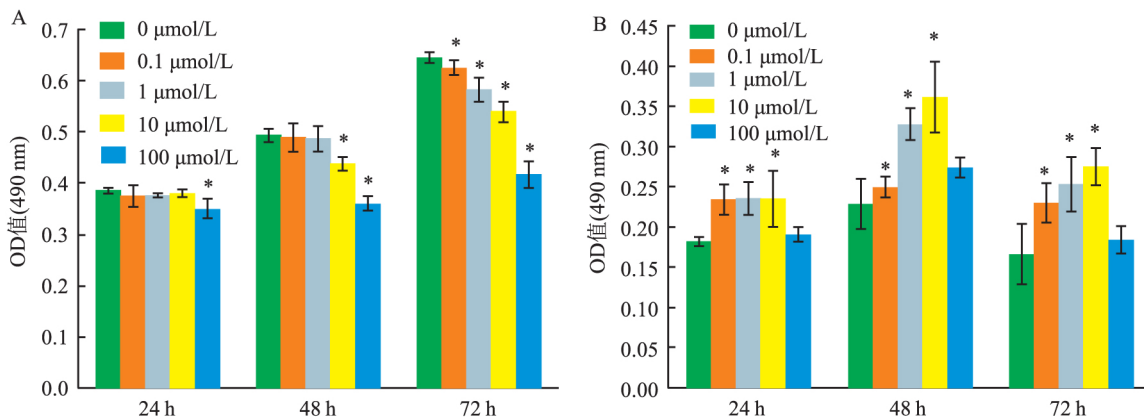 A
OD值(490 nm)
0.7
0.6
0.5
0.4
0.3
0.2
0.1
0.0
0 μmol/L
0.1 μmol/L
1 μmol/L
10 μmol/L
100 μmol/L
*
*
*
*
*
*
*
24 h
48 h
72 h
B
OD值(490 nm)
0.45
0.40
0.35
0.30
0.25
0.20
0.15
0.10
0.05
0.00
0 μmol/L
0.1 μmol/L
1 μmol/L
10 μmol/L
100 μmol/L
* * *
*
*
*
*
*
*
24 h
48 h
72 h